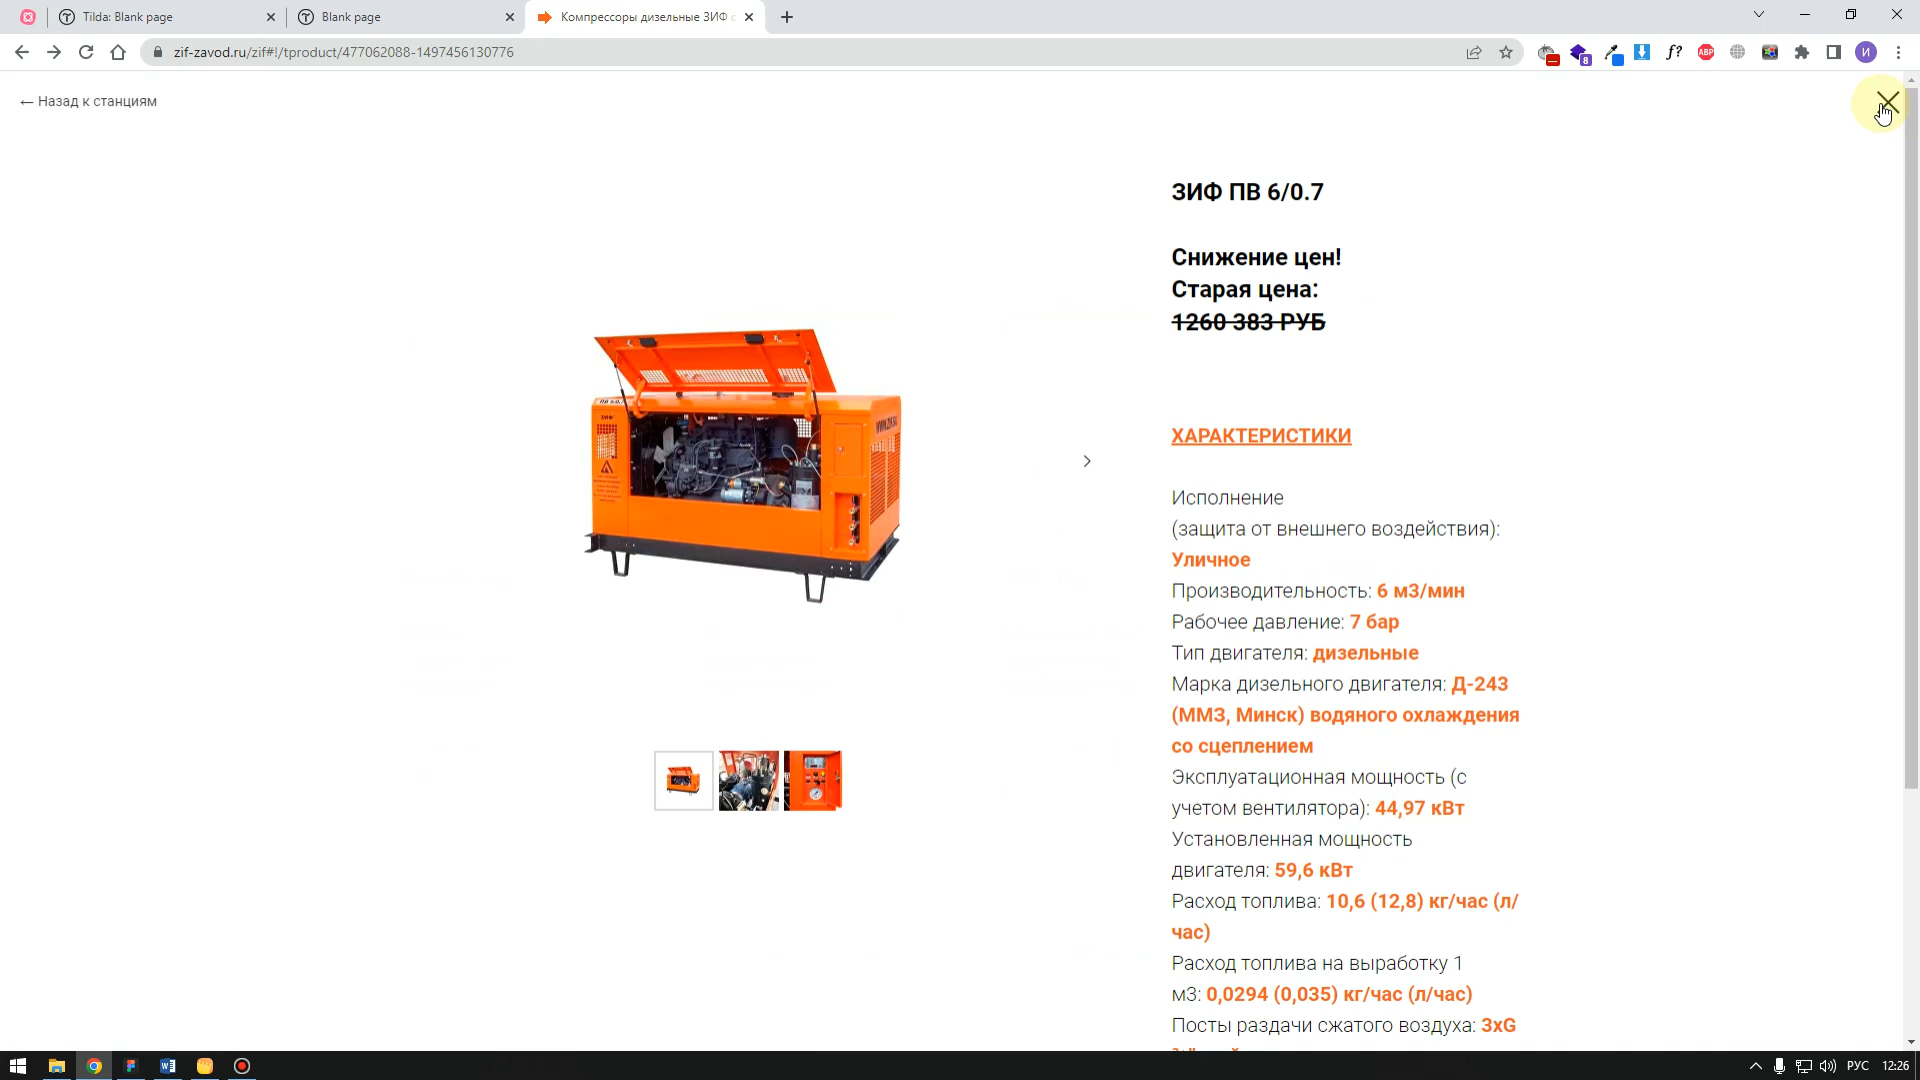 Tilda: Blank page
Blank page
Компрессоры дизельные ЗИФ с
zif-zavod.ru/zif#!/tproduct/477062088-1497456130776
8
f?
ABP
И
← Назад к станциям
ЗИФ ПВ 6/0.7
Снижение цен!
Старая цена:
1260 383 РУБ
ХАРАКТЕРИСТИКИ
Исполнение
(защита от внешнего воздействия):
Уличное
Производительность: 6 м3/мин
Рабочее давление: 7 бар
Тип двигателя: дизельные
Марка дизельного двигателя: Д-243
(ММЗ, Минск) водяного охлаждения
со сцеплением
Эксплуатационная мощность (с
учетом вентилятора): 44,97 кВт
Установленная мощность
двигателя: 59,6 кВт
Расход топлива: 10,6 (12,8) кг/час (л/
час)
Расход топлива на выработку 1
м3: 0,0294 (0,035) кг/час (л/час)
Посты раздачи сжатого воздуха: 3xG
РУС
12:26